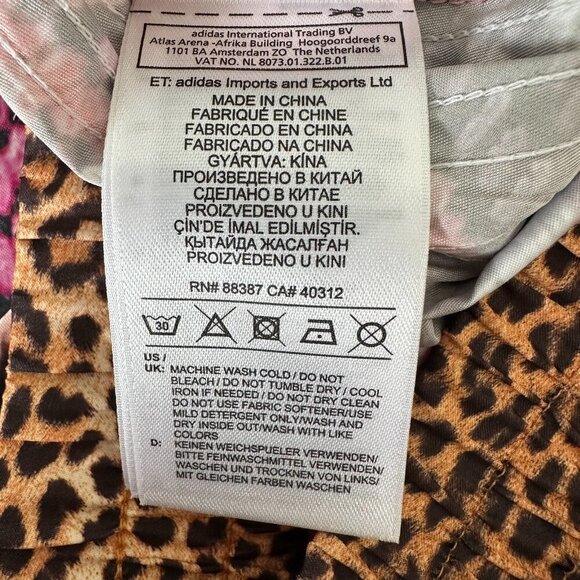 adidas International Trading BV
Atlas Arena -Afrika Building Hoogoorddreef 9a
1101 BA Amsterdam ZO The Netherlands
VAT NO. NL 8073.01.322.B.01
ET: adidas Imports and Exports Ltd
MADE IN CHINA
FABRIQUÉ EN CHINE
FABRICADO EN CHINA
FABRICADO NA CHINA
GYÁRTVA: KÍNA
ПРОИЗВЕДЕНО В КИТАЙ
СДЕЛАНО В КИТАЕ
PROIZVEDENO U KINI
ÇIN'DE IMAL EDILMIŞTIR.
ҚЫТАЙДА ЖАСАЛҒАН
PROIZVEDENO U KINI
RN# 88387 CA# 40312
30
US /
UK: MACHINE WASH COLD / DO NOT
BLEACH / DO NOT TUMBLE DRY / COOL
IRON IF NEEDED / DO NOT DRY CLEAN
DO NOT USE FABRIC SOFTENER/USE
MILD DETERGENT ONLY/WASH AND
DRY INSIDE OUT/WASH WITH LIKE
COLORS
D: KEINEN WEICHSPUELER VERWENDEN/
BITTE FEINWASCHMITTEL VERWENDEN/
WASCHEN UND TROCKNEN VON LINKS/
MIT GLEICHEN FARBEN WASCHEN